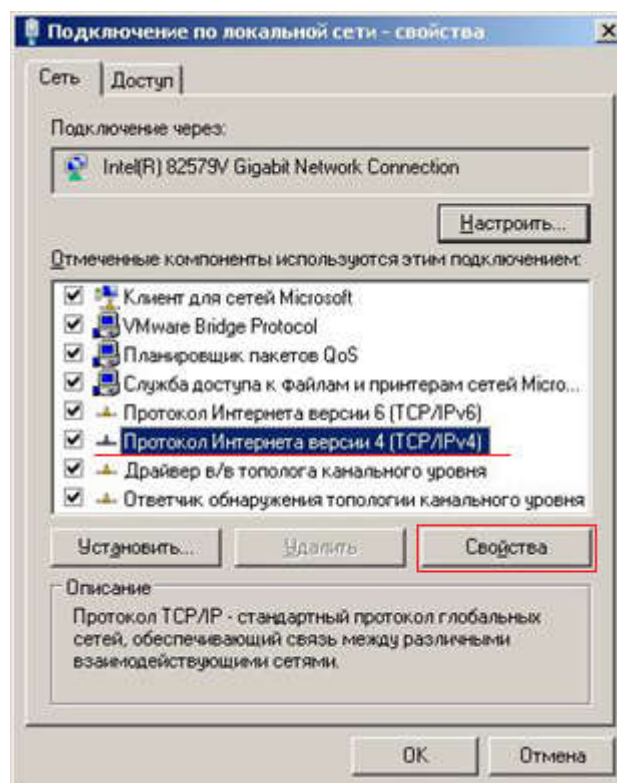 Подключение по локальной сети - свойства
Сеть Доступ
Подключение через:
Intel(R) 82579V Gigabit Network Connection
Настроить...
Отмеченные компоненты используются этим подключением:
Клиент для сетей Microsoft
VMware Bridge Protocol
Планировщик пакетов QoS
Служба доступа к файлам и принтерам сетей Micro...
Протокол Интернета версии 6 (TCP/IPv6)
Протокол Интернета версии 4 (TCP/IPv4)
Драйвер в/в тополога канального уровня
Ответчик обнаружения топологии канального уровня
Установить... Удалить Свойства
Описание
Протокол TCP/IP - стандартный протокол глобальных
сетей, обеспечивающий связь между различными
взаимодействующими сетями.
OK Отмена